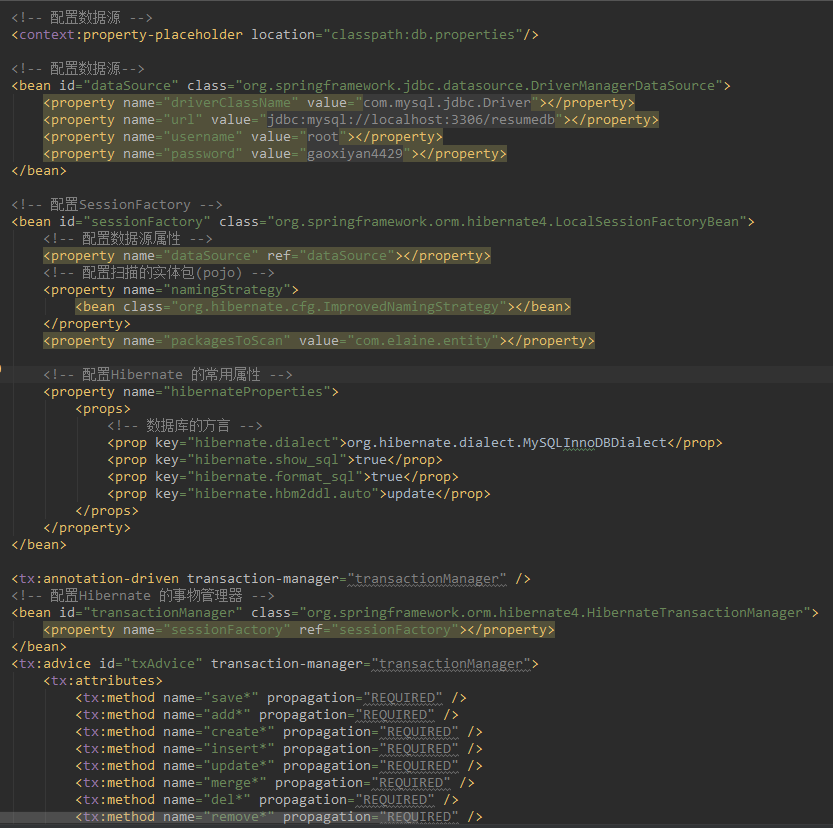 <!-- 配置数据源 -->
<context:property-placeholder location="classpath:db.properties"/>
<!-- 配置数据源-->
<bean id="dataSource" class="org.springframework.jdbc.datasource.DriverManagerDataSource">
<property name="driverClassName" value="com.mysql.jdbc.Driver"></property>
<property name="url" value="jdbc:mysql://localhost:3306/resumedb"></property>
<property name="username" value="root"></property>
<property name="password" value="gaoxiyan4429"></property>
</bean>
<!-- 配置SessionFactory -->
<bean id="sessionFactory" class="org.springframework.orm.hibernate4.LocalSessionFactoryBean">
<!-- 配置数据源属性 -->
<property name="dataSource" ref="dataSource"></property>
<!-- 配置扫描的实体包(pojo) -->
<property name="namingStrategy">
<bean class="org.hibernate.cfg.ImprovedNamingStrategy"></bean>
</property>
<property name="packagesToScan" value="com.elaine.entity"></property>
<!-- 配置Hibernate 的常用属性 -->
<property name="hibernateProperties">
<props>
<!-- 数据库的方言 -->
<prop key="hibernate.dialect">org.hibernate.dialect.MySQLInnoDBDialect</prop>
<prop key="hibernate.show_sql">true</prop>
<prop key="hibernate.format_sql">true</prop>
<prop key="hibernate.hbm2ddl.auto">update</prop>
</props>
</property>
</bean>
<tx:annotation-driven transaction-manager="transactionManager" />
<!-- 配置Hibernate 的事物管理器 -->
<bean id="transactionManager" class="org.springframework.orm.hibernate4.HibernateTransactionManager">
<property name="sessionFactory" ref="sessionFactory"></property>
</bean>
<tx:advice id="txAdvice" transaction-manager="transactionManager">
<tx:attributes>
<tx:method name="save*" propagation="REQUIRED" />
<tx:method name="add*" propagation="REQUIRED" />
<tx:method name="create*" propagation="REQUIRED" />
<tx:method name="insert*" propagation="REQUIRED" />
<tx:method name="update*" propagation="REQUIRED" />
<tx:method name="merge*" propagation="REQUIRED" />
<tx:method name="del*" propagation="REQUIRED" />
<tx:method name="remove*" propagation="REQUIRED" />